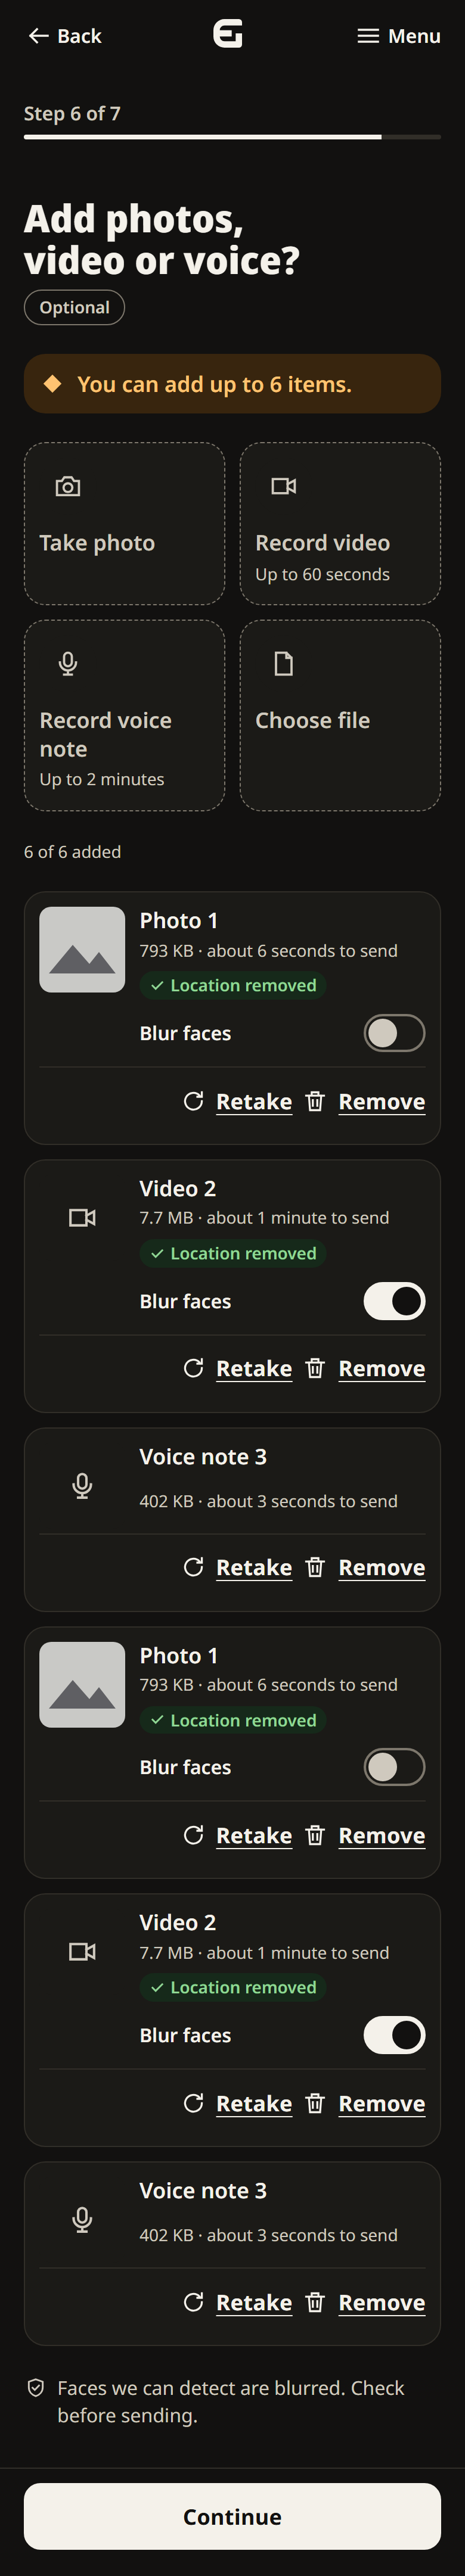 Back
Menu
Step 6 of 7
Add photos,
video or voice?
Optional
You can add up to 6 items.
Take photo
Record video
Up to 60 seconds
Record voice
note
Up to 2 minutes
Choose file
6 of 6 added
Photo 1
793 KB · about 6 seconds to send
Location removed
Blur faces
Retake Remove
Video 2
7.7 MB · about 1 minute to send
Location removed
Blur faces
Retake Remove
Voice note 3
402 KB · about 3 seconds to send
Retake Remove
Photo 1
793 KB · about 6 seconds to send
Location removed
Blur faces
Retake Remove
Video 2
7.7 MB · about 1 minute to send
Location removed
Blur faces
Retake Remove
Voice note 3
402 KB · about 3 seconds to send
Retake Remove
Faces we can detect are blurred. Check
before sending.
Continue